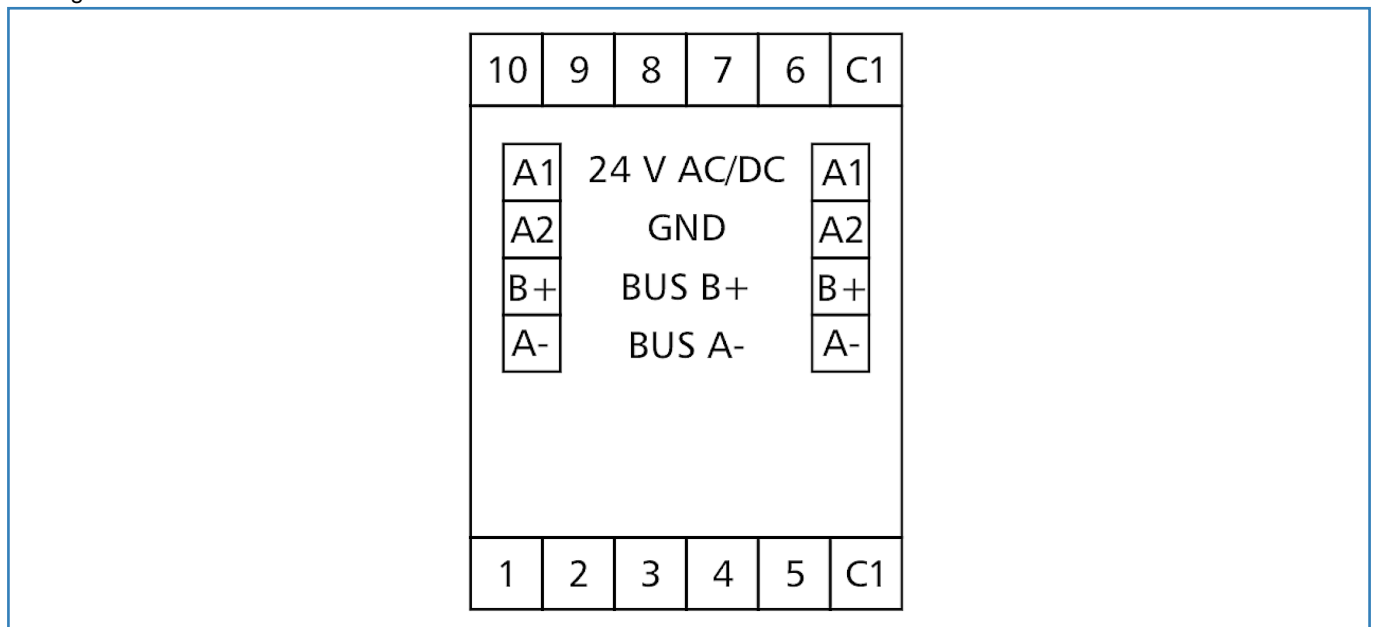 10 9 8 7 6 C1
A1 24 V AC/DC A1
A2 GND A2
B+ BUS B+ B+
A- BUS A- A-
1 2 3 4 5 C1